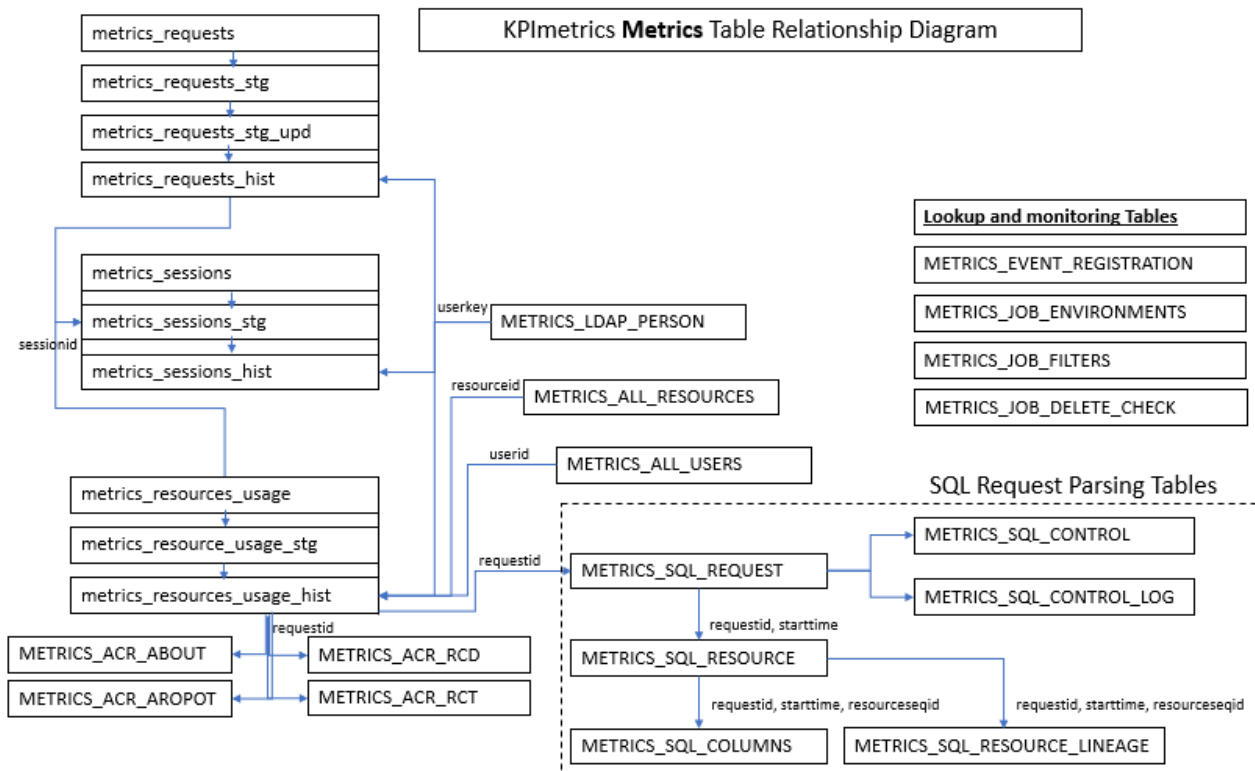 KPImetrics Metrics Table Relationship Diagram
metrics_requests
metrics_requests_stg
metrics_requests_stg_upd
metrics_requests_hist
metrics_sessions
metrics_sessions_stg
metrics_sessions_hist
sessionid
userkey
METRICS_LDAP_PERSON
resourceid
METRICS_ALL_RESOURCES
userid
METRICS_ALL_USERS
Lookup and monitoring Tables
METRICS_EVENT_REGISTRATION
METRICS_JOB_ENVIRONMENTS
METRICS_JOB_FILTERS
METRICS_JOB_DELETE_CHECK
metrics_resources_usage
metrics_resource_usage_stg
metrics_resources_usage_hist
requestid
METRICS_ACR_ABOUT
METRICS_ACR_RCD
METRICS_ACR_AROPOT
METRICS_ACR_RCT
SQL Request Parsing Tables
requestid
METRICS_SQL_REQUEST
METRICS_SQL_CONTROL
METRICS_SQL_CONTROL_LOG
requestid, starttime
METRICS_SQL_RESOURCE
requestid, starttime, resourceseqid
requestid, starttime, resourceseqid
METRICS_SQL_COLUMNS
METRICS_SQL_RESOURCE_LINEAGE